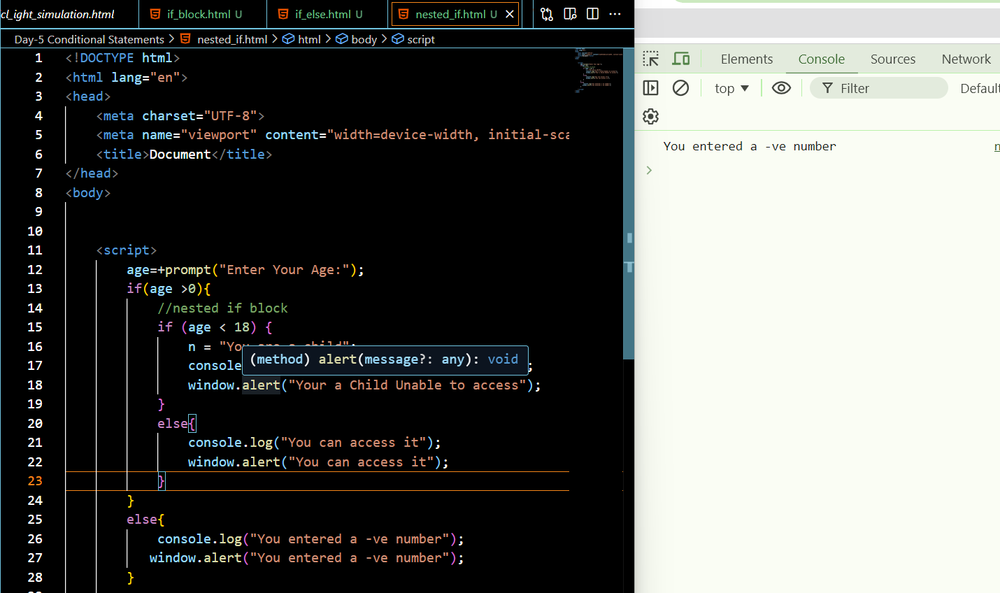 cl_ight_simulation.html
if_block.html U
if_else.html U
nested_if.html U
Day-5 Conditional Statements > nested_if.html > html > body > script
1 <!DOCTYPE html>
2 <html lang="en">
3 <head>
4 <meta charset="UTF-8">
5 <meta name="viewport" content="width=device-width, initial-sca
6 <title>Document</title>
7 </head>
8 <body>
9
10
11 <script>
12 age=+prompt("Enter Your Age:");
13 if(age >0){
14 //nested if block
15 if (age < 18) {
16 n = "You are a child";
17 console ;
(method) alert(message?: any): void
18 window.alert("Your a Child Unable to access");
19 }
20 else{
21 console.log("You can access it");
22 window.alert("You can access it");
23 }
24 }
25 else{
26 console.log("You entered a -ve number");
27 window.alert("You entered a -ve number");
28 }
Elements Console Sources Network
top Filter Default
You entered a -ve number n